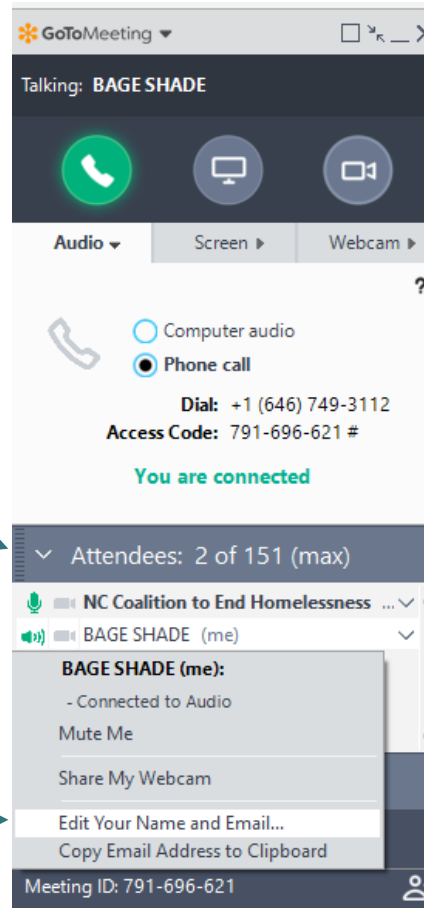 GoToMeeting
Talking: BAGE SHADE
Audio Screen Webcam
?
Computer audio
Phone call
Dial: +1 (646) 749-3112
Access Code: 791-696-621 #
You are connected
Attendees: 2 of 151 (max)
NC Coalition to End Homelessness ...
BAGE SHADE (me)
BAGE SHADE (me):
- Connected to Audio
Mute Me
Share My Webcam
Edit Your Name and Email...
Copy Email Address to Clipboard
Meeting ID: 791-696-621